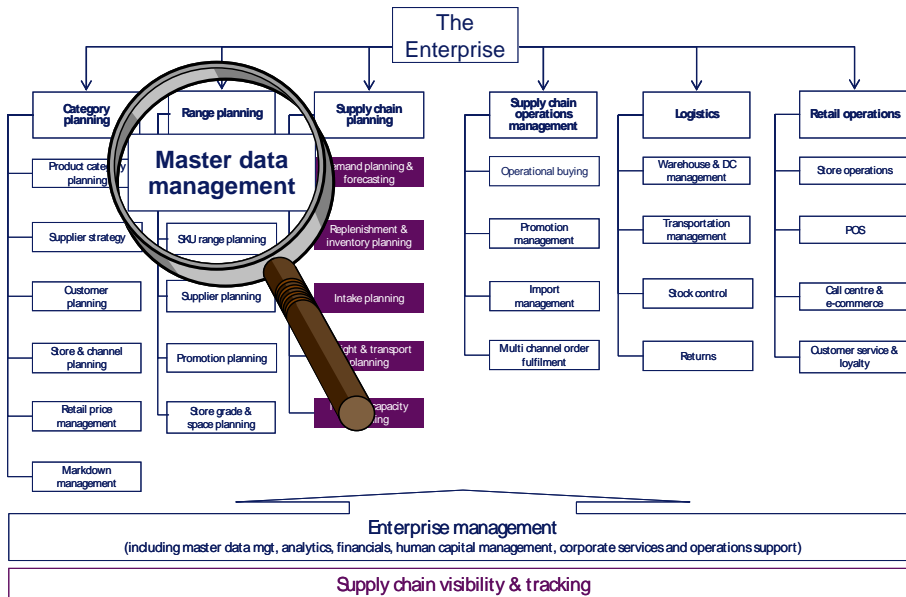 The
Enterprise
Category
planning
Range planning
Supply chain
planning
Supply chain
operations
management
Logistics
Retail operations
Master data
management
Product category
planning
Supplier strategy
Customer
planning
Store & channel
planning
Retail price
management
Markdown
management
SKU range planning
Supplier planning
Promotion planning
Store grade &
space planning
planning &
forecasting
Replenishment &
inventory planning
Intake planning
& transport
planning
capacity
Operational buying
Promotion
management
Import
management
Multi channel order
fulfilment
Warehouse & DC
management
Transportation
management
Stock control
Returns
Store operations
POS
Call centre &
e-commerce
Customer service &
loyalty
Enterprise management
(including master data mgt, analytics, financials, human capital management, corporate services and operations support)
Supply chain visibility & tracking